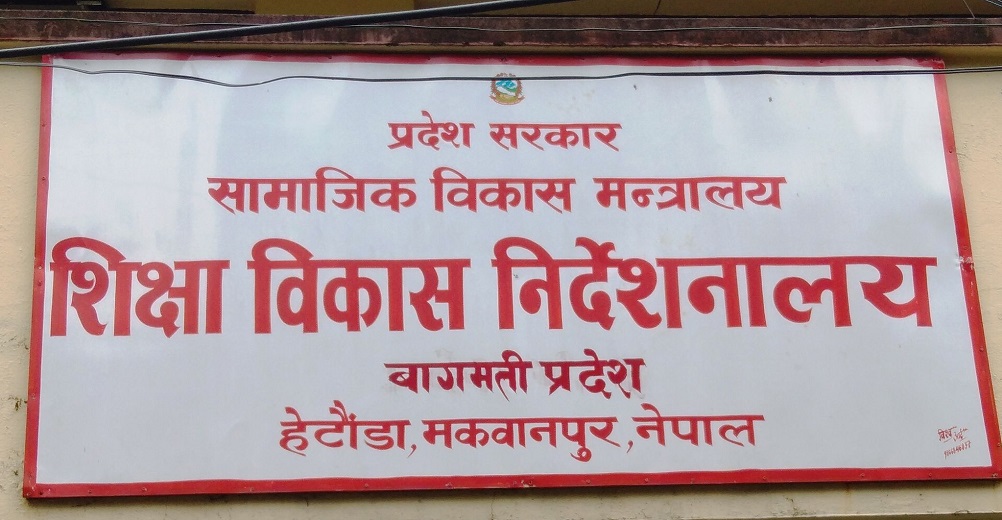 प्रदेश सरकार
सामाजिक विकास मन्त्रालय
शिक्षा विकास निर्देशनालय
बागमती प्रदेश
हेटौंडा, मकवानपुर, नेपाल